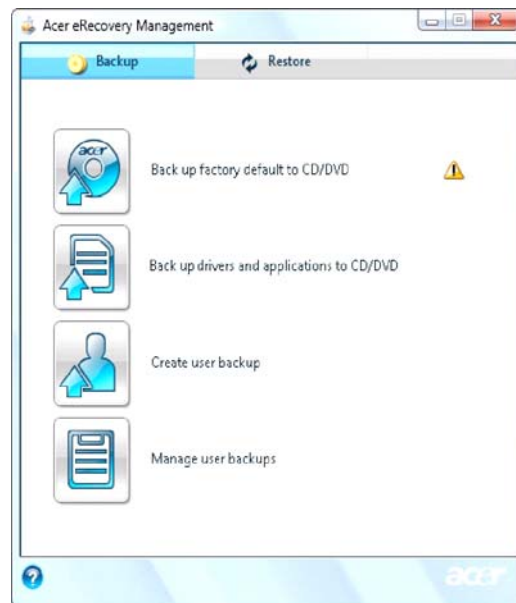 Acer eRecovery Management
Backup
Restore
acer
Back up factory default to CD/DVD
Back up drivers and applications to CD/DVD
Create user backup
Manage user backups
?
acer